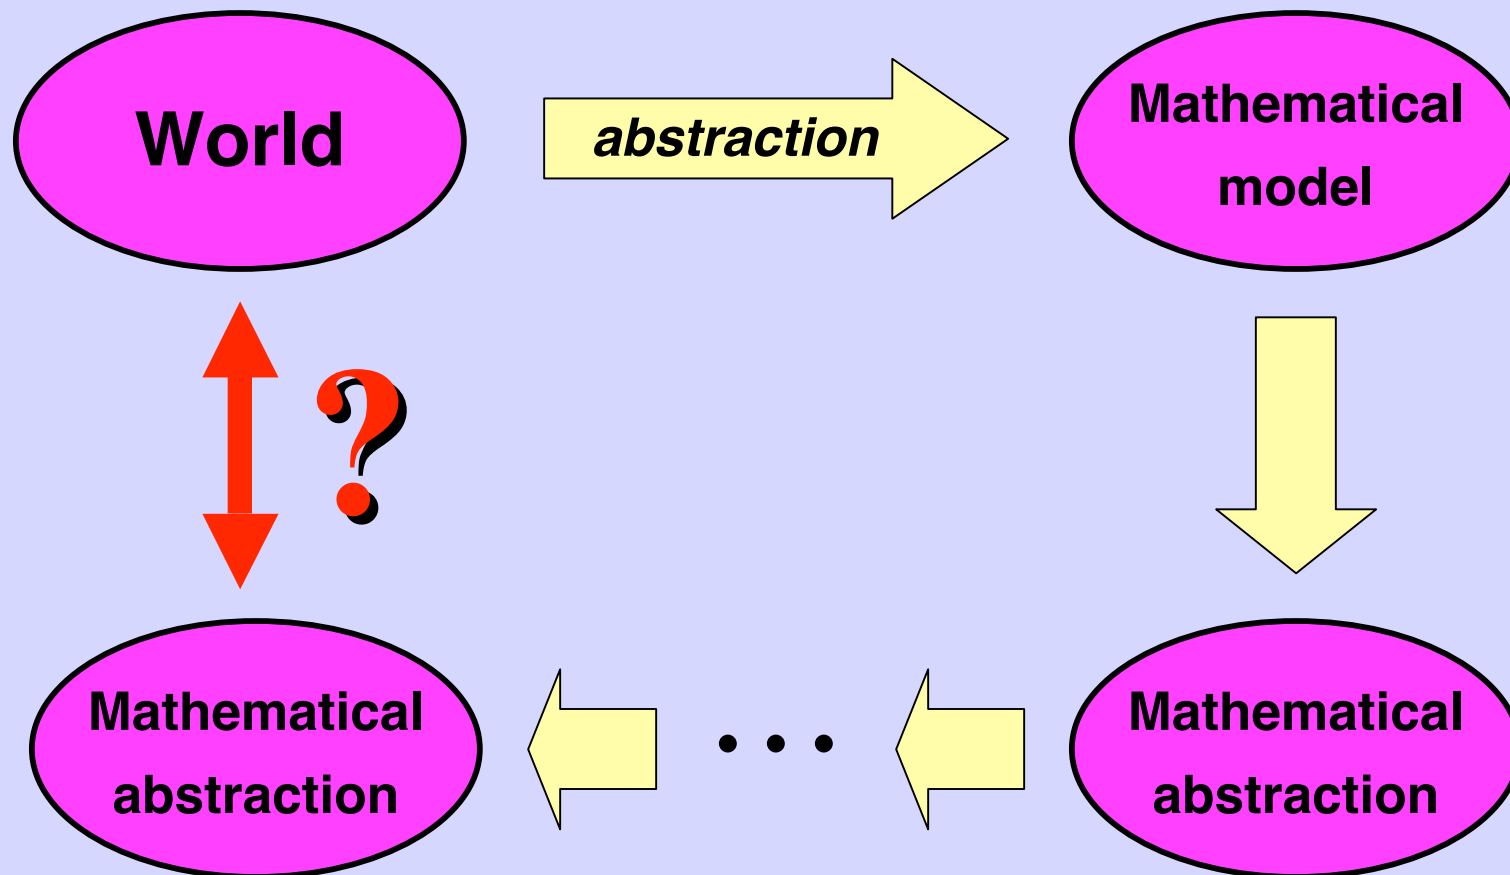 World
abstraction
Mathematical
model
?
Mathematical
abstraction
• • •
Mathematical
abstraction